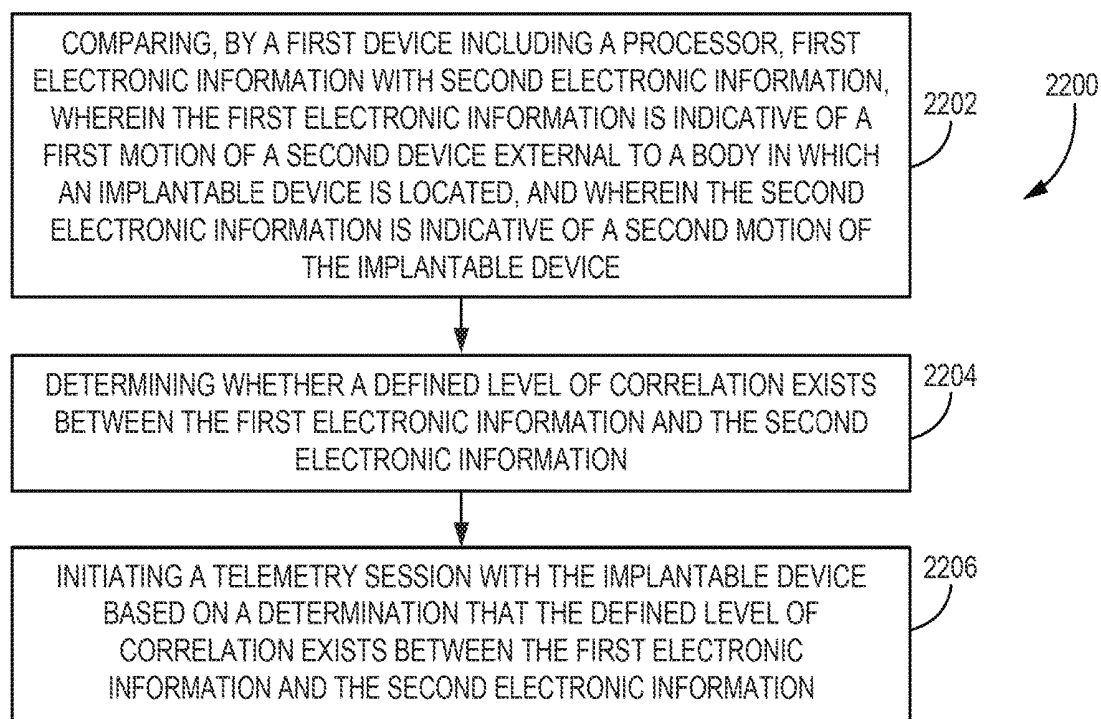 COMPARING, BY A FIRST DEVICE INCLUDING A PROCESSOR, FIRST
ELECTRONIC INFORMATION WITH SECOND ELECTRONIC INFORMATION,
WHEREIN THE FIRST ELECTRONIC INFORMATION IS INDICATIVE OF A
FIRST MOTION OF A SECOND DEVICE EXTERNAL TO A BODY IN WHICH
AN IMPLANTABLE DEVICE IS LOCATED, AND WHEREIN THE SECOND
ELECTRONIC INFORMATION IS INDICATIVE OF A SECOND MOTION OF
THE IMPLANTABLE DEVICE
2202
2200
DETERMINING WHETHER A DEFINED LEVEL OF CORRELATION EXISTS
BETWEEN THE FIRST ELECTRONIC INFORMATION AND THE SECOND
ELECTRONIC INFORMATION
2204
INITIATING A TELEMETRY SESSION WITH THE IMPLANTABLE DEVICE
BASED ON A DETERMINATION THAT THE DEFINED LEVEL OF
CORRELATION EXISTS BETWEEN THE FIRST ELECTRONIC
INFORMATION AND THE SECOND ELECTRONIC INFORMATION
2206